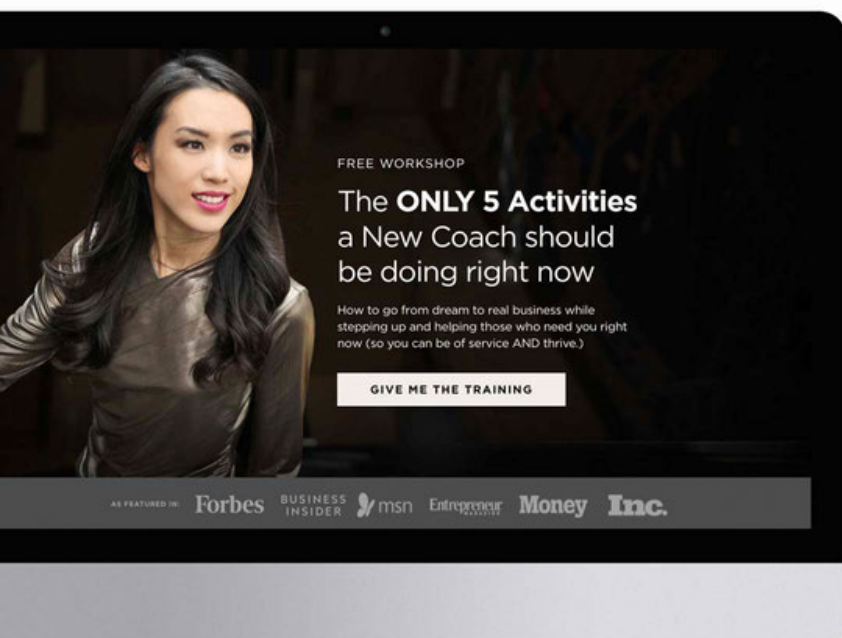 FREE WORKSHOP
The ONLY 5 Activities
a New Coach should
be doing right now
How to go from dream to real business while
stepping up and helping those who need you right
now (so you can be of service AND thrive.)
GIVE ME THE TRAINING
AS FEATURED IN: Forbes BUSINESS INSIDER msn Entrepreneur MAGAZINE Money Inc.